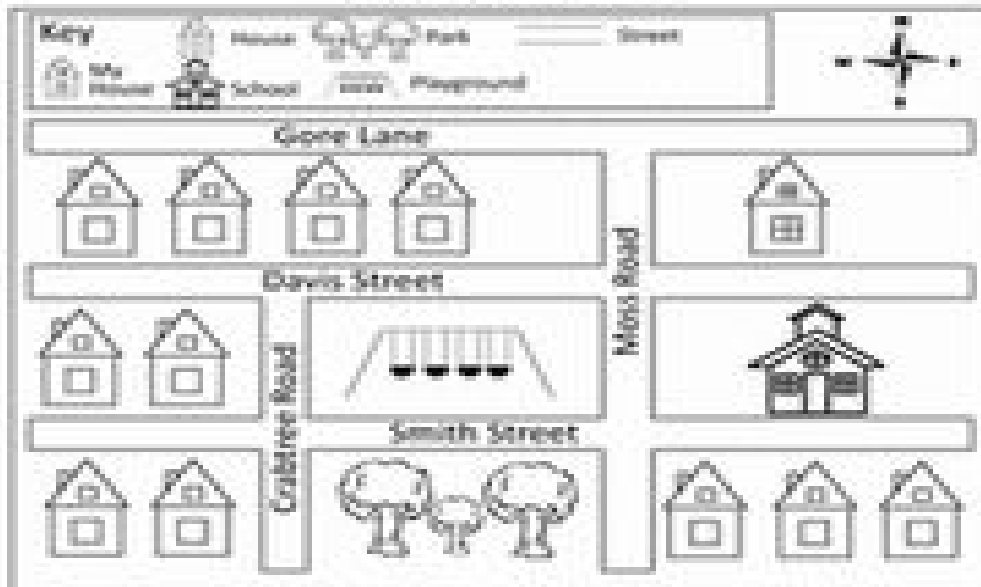 Key
House
Park
Street
My
House
School
Playground
N
W
E
S
Gore Lane
Davis Street
Moss Road
Crabtree Road
Smith Street